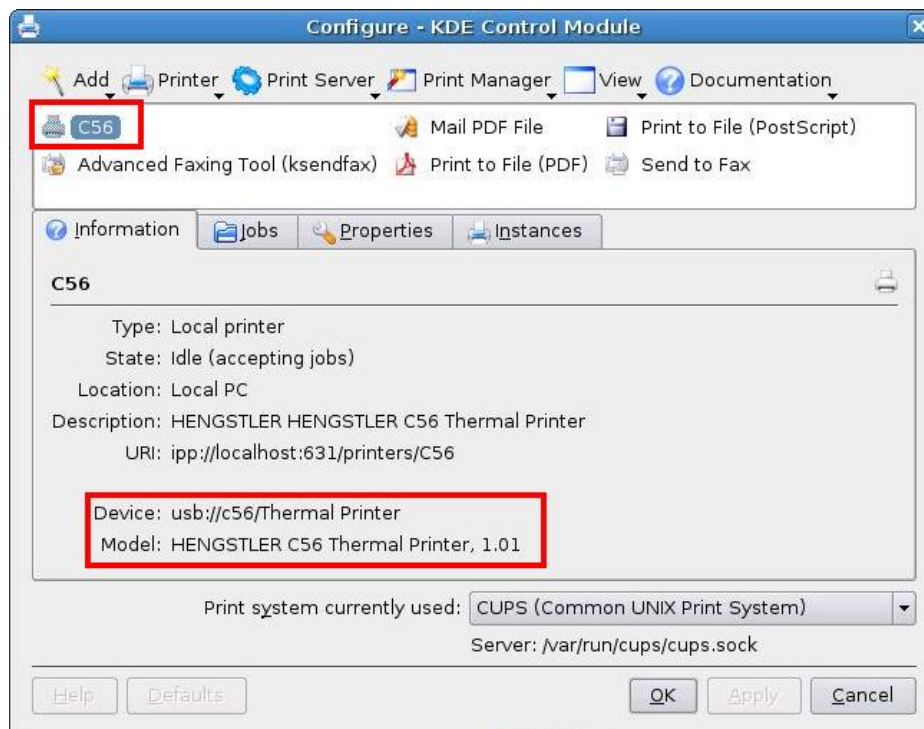 Configure - KDE Control Module
Add Printer Print Server Print Manager View Documentation
C56 Mail PDF File Print to File (PostScript)
Advanced Faxing Tool (ksendfax) Print to File (PDF) Send to Fax
Information Jobs Properties Instances
C56
Type: Local printer
State: Idle (accepting jobs)
Location: Local PC
Description: HENGSTLER HENGSTLER C56 Thermal Printer
URI: ipp://localhost:631/printers/C56
Device: usb://c56/Thermal Printer
Model: HENGSTLER C56 Thermal Printer, 1.01
Print system currently used: CUPS (Common UNIX Print System)
Server: /var/run/cups/cups.sock
Help Defaults OK Apply Cancel